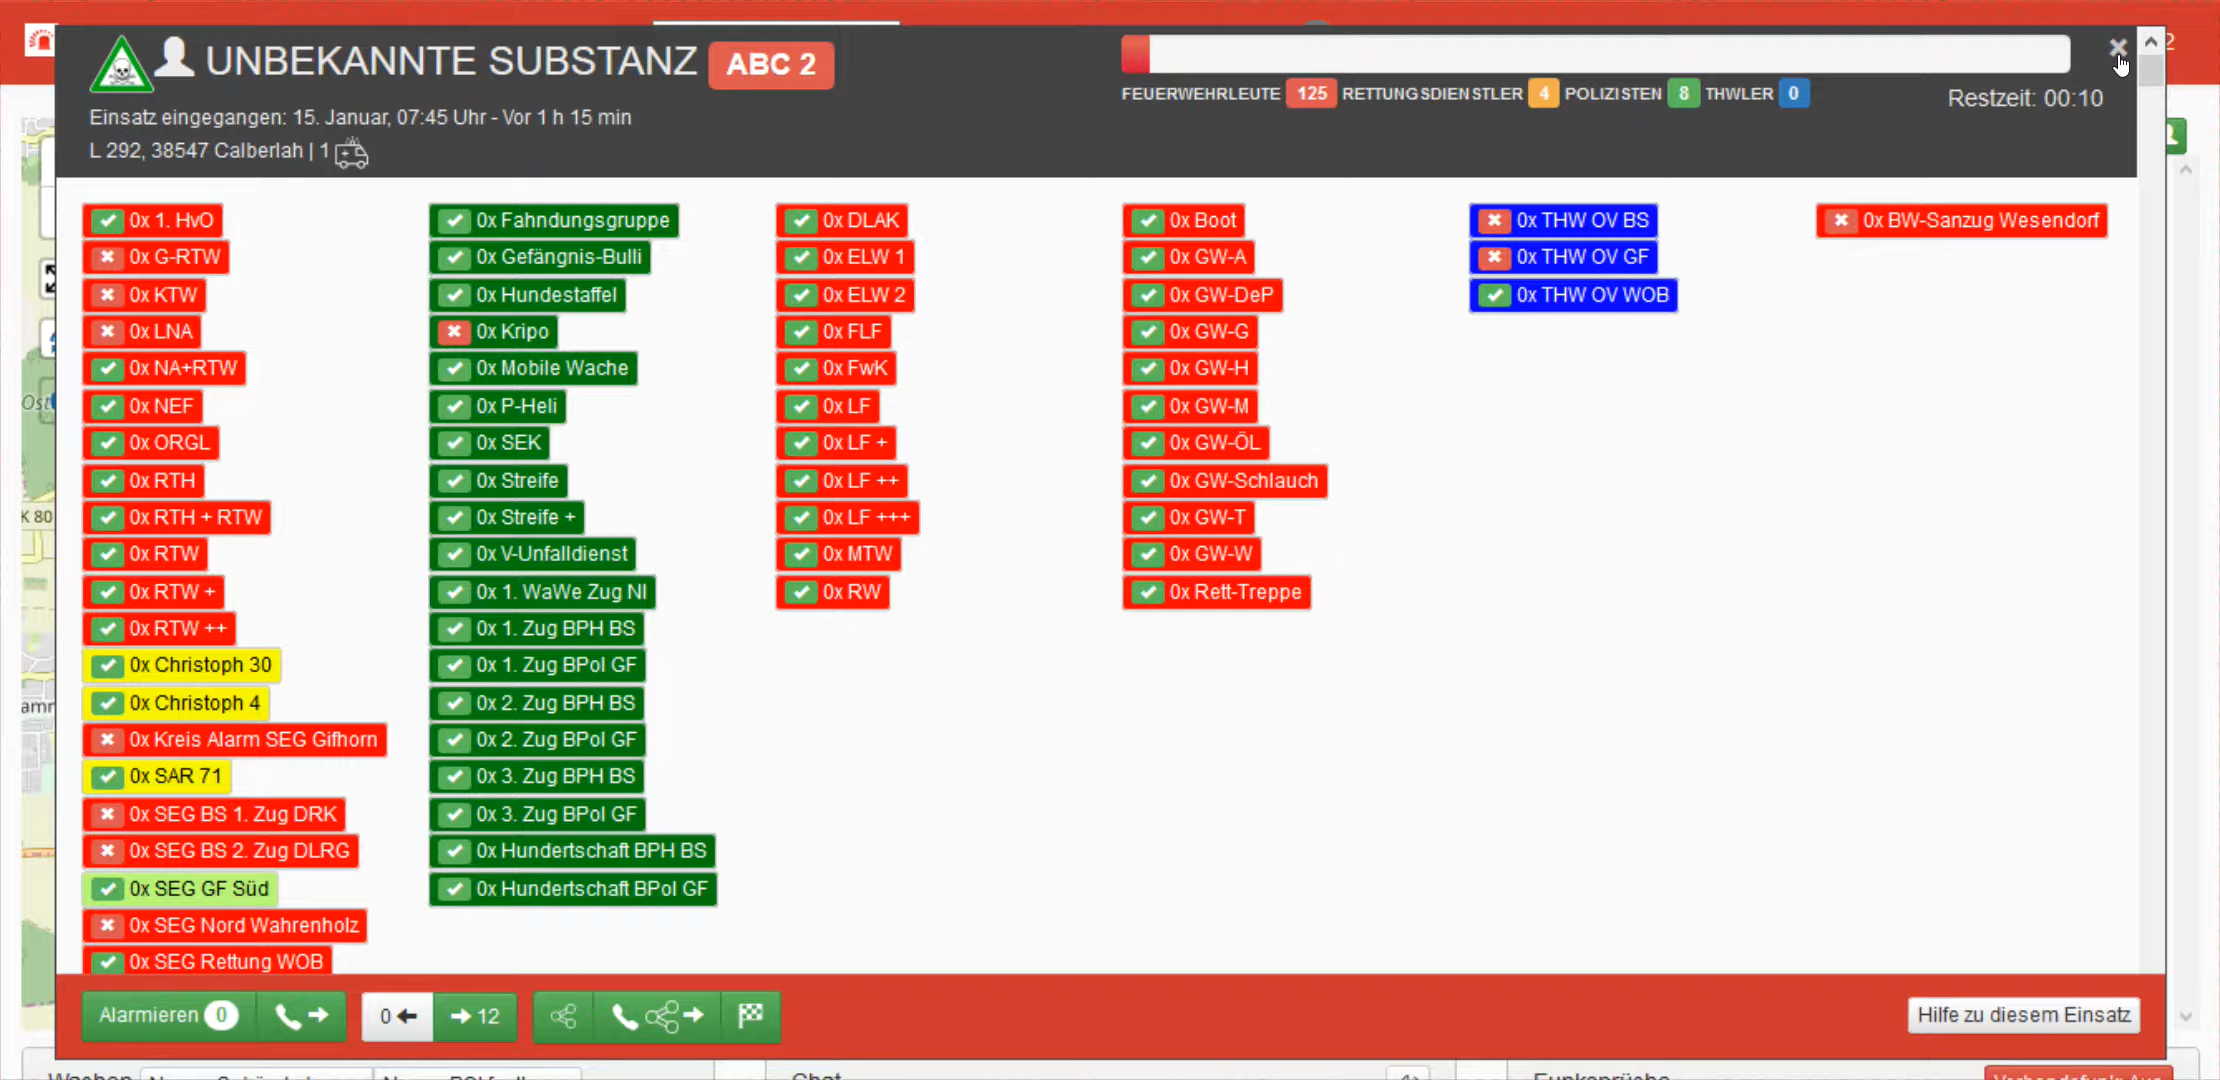 UNBEKANNTE SUBSTANZ ABC 2
Einsatz eingegangen: 15. Januar, 07:45 Uhr - Vor 1 h 15 min
L 292, 38547 Calberlah | 1
FEUERWEHRLEUTE 125 RETTUNGSDIENSTLER 4 POLIZISTEN 8 THWLER 0
Restzeit: 00:10
0x 1. HvO
0x G-RTW
0x KTW
0x LNA
0x NA+RTW
0x NEF
0x ORGL
0x RTH
0x RTH + RTW
0x RTW
0x RTW +
0x RTW ++
0x Christoph 30
0x Christoph 4
0x Kreis Alarm SEG Gifhorn
0x SAR 71
0x SEG BS 1. Zug DRK
0x SEG BS 2. Zug DLRG
0x SEG GF Süd
0x SEG Nord Wahrenholz
0x SEG Rettung WOB
0x Fahndungsgruppe
0x Gefängnis-Bulli
0x Hundestaffel
0x Kripo
0x Mobile Wache
0x P-Heli
0x SEK
0x Streife
0x Streife +
0x V-Unfalldienst
0x 1. WaWe Zug NI
0x 1. Zug BPH BS
0x 1. Zug BPol GF
0x 2. Zug BPH BS
0x 2. Zug BPol GF
0x 3. Zug BPH BS
0x 3. Zug BPol GF
0x Hundertschaft BPH BS
0x Hundertschaft BPol GF
0x DLAK
0x ELW 1
0x ELW 2
0x FLF
0x FwK
0x LF
0x LF +
0x LF ++
0x LF +++
0x MTW
0x RW
0x Boot
0x GW-A
0x GW-DeP
0x GW-G
0x GW-H
0x GW-M
0x GW-ÖL
0x GW-Schlauch
0x GW-T
0x GW-W
0x Rett-Treppe
0x THW OV BS
0x THW OV GF
0x THW OV WOB
0x BW-Sanzug Wesendorf
Ost
K 80
Alarmieren 0
0
12
Hilfe zu diesem Einsatz
Wachen
Chat
Funksprüche